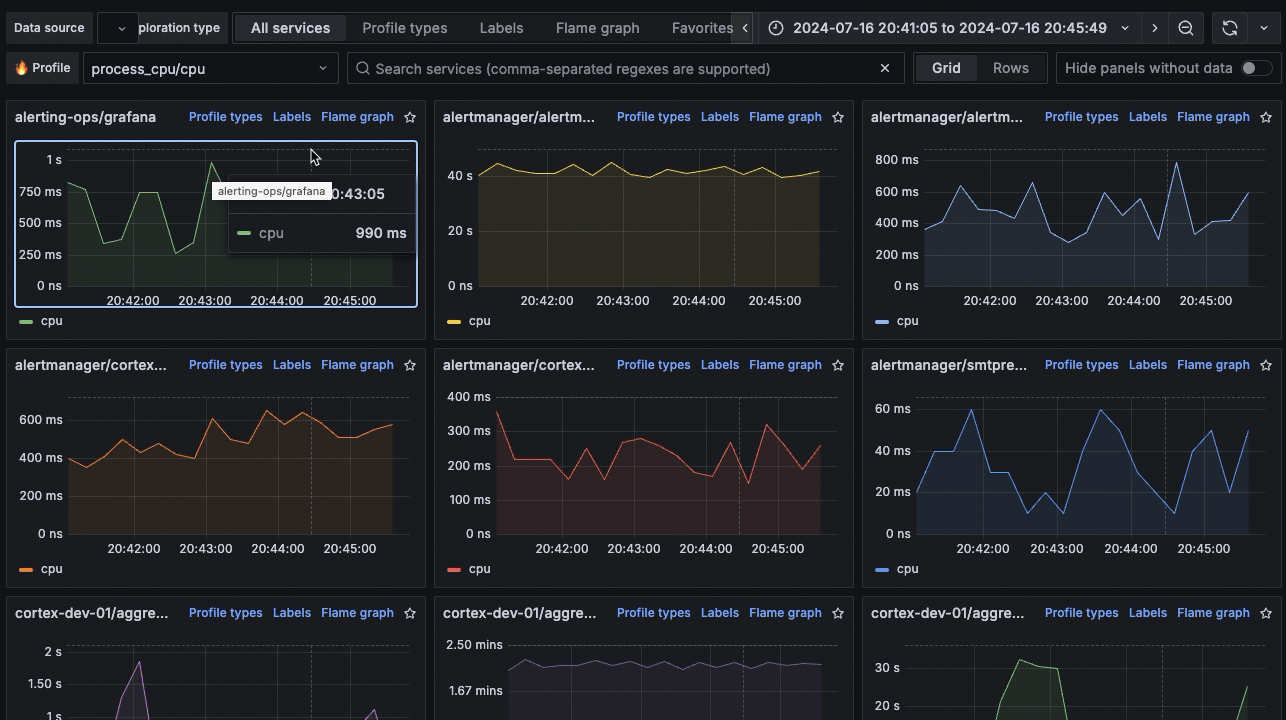 Data source
ploration type
All services
Profile types
Labels
Flame graph
Favorites
2024-07-16 20:41:05 to 2024-07-16 20:45:49
🔥 Profile
process_cpu/cpu
Search services (comma-separated regexes are supported)
Grid
Rows
Hide panels without data
alerting-ops/grafana
Profile types
Labels
Flame graph
1 s
750 ms
500 ms
250 ms
0 ns
20:42:00
20:43:00
20:44:00
20:45:00
alerting-ops/grafana
0:43:05
cpu
990 ms
cpu
alertmanager/alertm...
Profile types
Labels
Flame graph
40 s
20 s
0 ns
20:42:00
20:43:00
20:44:00
20:45:00
cpu
alertmanager/alertm...
Profile types
Labels
Flame graph
800 ms
600 ms
400 ms
200 ms
0 ns
20:42:00
20:43:00
20:44:00
20:45:00
cpu
alertmanager/cortex...
Profile types
Labels
Flame graph
600 ms
400 ms
200 ms
0 ns
20:42:00
20:43:00
20:44:00
20:45:00
cpu
alertmanager/cortex...
Profile types
Labels
Flame graph
400 ms
300 ms
200 ms
100 ms
0 ns
20:42:00
20:43:00
20:44:00
20:45:00
cpu
alertmanager/smtpre...
Profile types
Labels
Flame graph
60 ms
40 ms
20 ms
0 ns
20:42:00
20:43:00
20:44:00
20:45:00
cpu
cortex-dev-01/aggre...
Profile types
Labels
Flame graph
2 s
1.50 s
1 s
cortex-dev-01/aggre...
Profile types
Labels
Flame graph
2.50 mins
1.67 mins
cortex-dev-01/aggre...
Profile types
Labels
Flame graph
30 s
20 s